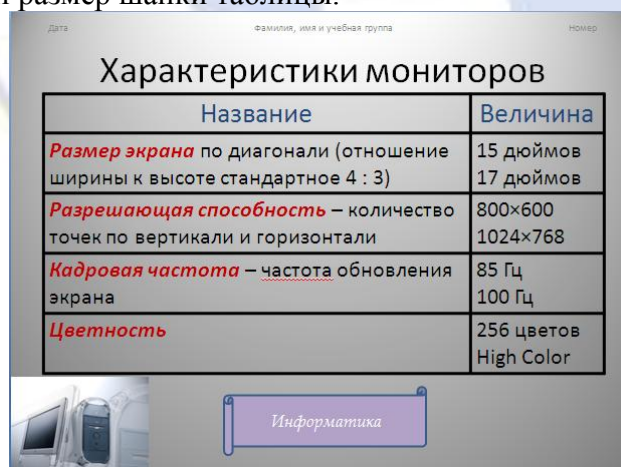 размер шапки таблицы.
Дата Фамилия, имя и учебная группа Номер
Характеристики мониторов
Название Величина
Размер экрана по диагонали (отношение 15 дюймов
ширины к высоте стандартное 4 : 3) 17 дюймов
Разрешающая способность – количество 800×600
точек по вертикали и горизонтали 1024×768
Кадровая частота – частота обновления 85 Гц
экрана 100 Гц
Цветность 256 цветов
High Color
Информатика